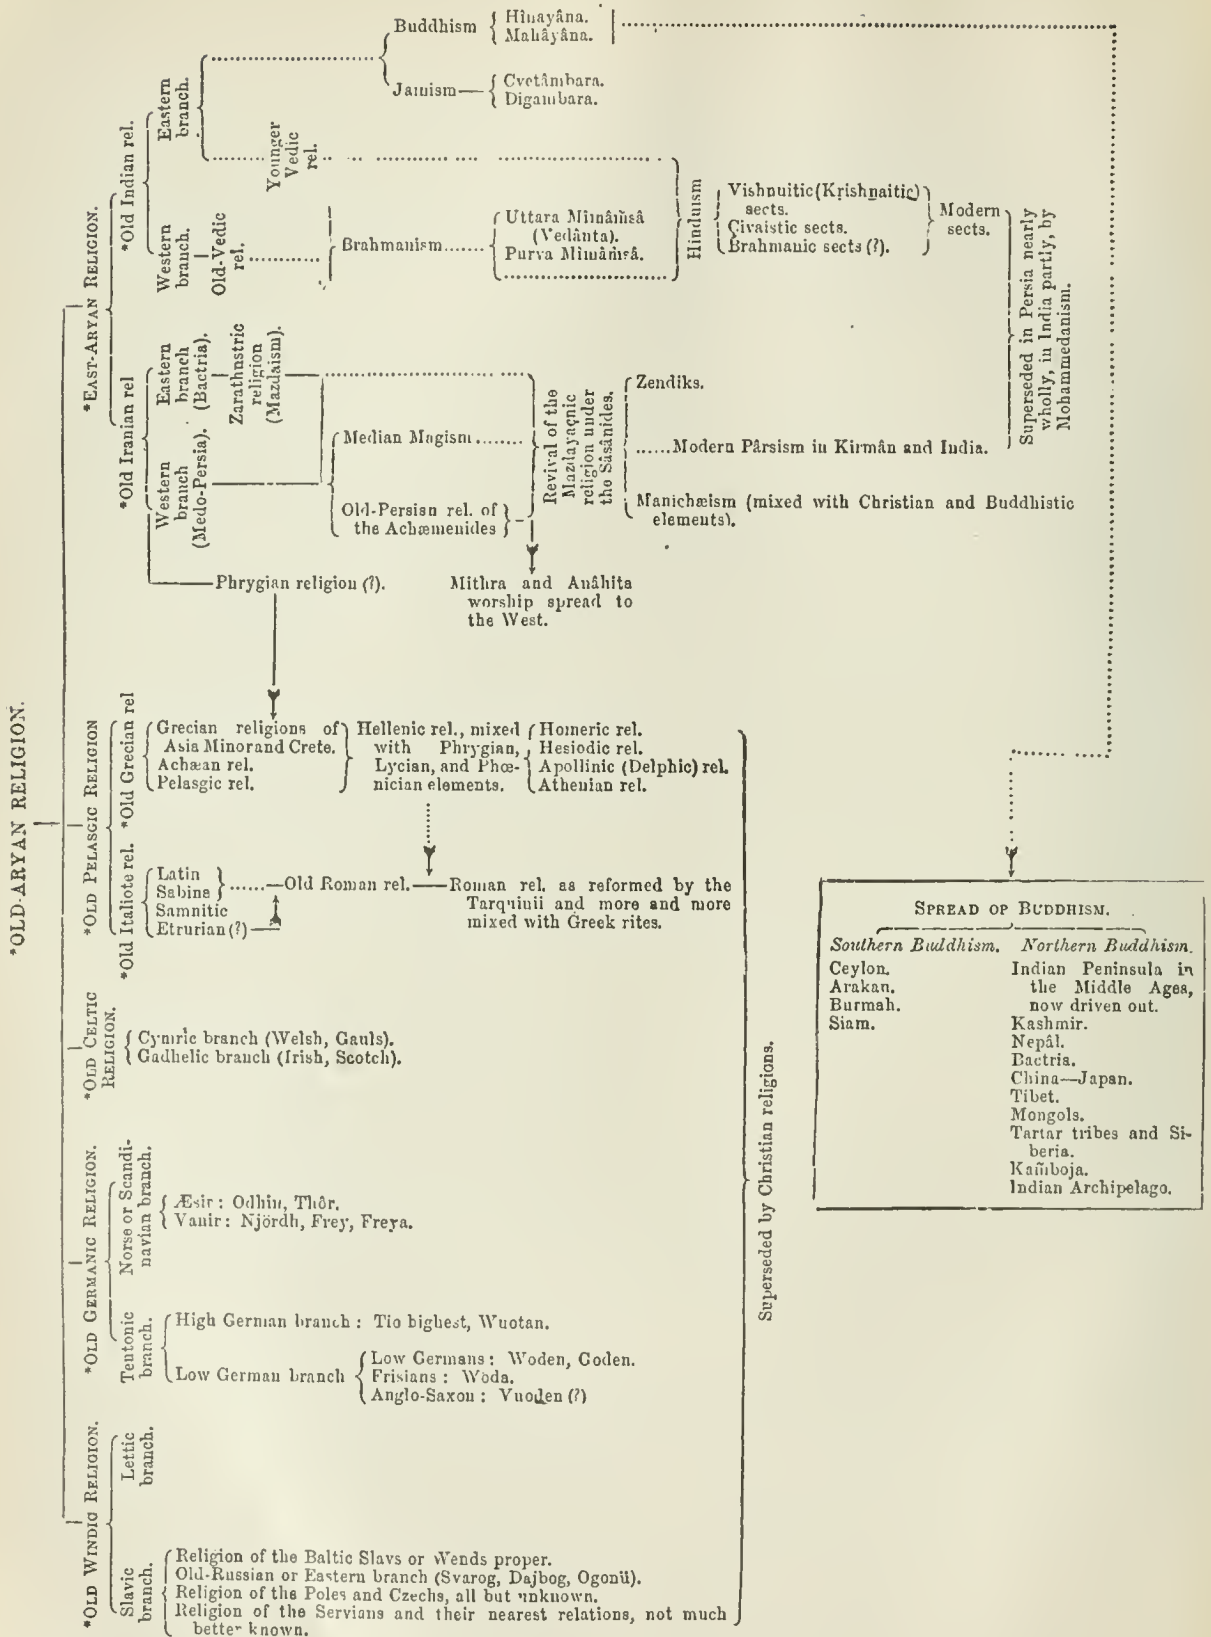 *OLD-ARYAN RELIGION.
*EAST-ARYAN RELIGION.
*Old Indian rel.
Eastern
branch.
Buddhism
Hînayâna.
Mahâyâna.
Jainism
Çvetâmbara.
Digambara.
Younger
Vedic
rel.
Western
branch.
Old-Vedic
rel.
Brahmanism
Uttara Mîmâṁsâ
(Vedânta).
Purva Mîmâṁsâ.
Hinduism
Vishnuitic (Kṛishṇaitic)
sects.
Çivaistic sects.
Brahmanic sects (?).
Modern
sects.
Superseded in Persia nearly
wholly, in India partly, by
Mohammedanism.
*Old Iranian rel
Eastern
branch
(Bactria).
Zarathustric
religion
(Mazdaism).
Western
branch
(Medo-Persia).
Median Magism
Old-Persian rel. of
the Achæmenides
Revival of the
Mazdayaçnic
religion under
the Sâsânides.
Zendiks.
Modern Pârsism in Kirmân and India.
Manichæism (mixed with Christian and Buddhistic
elements).
Phrygian religion (?).
Mithra and Anâhita
worship spread to
the West.
*OLD PELASGIC RELIGION
*Old Grecian rel
Grecian religions of
Asia Minor and Crete.
Achæan rel.
Pelasgic rel.
Hellenic rel., mixed
with Phrygian,
Lycian, and Phœ-
nician elements.
Homeric rel.
Hesiodic rel.
Apollinic (Delphic) rel.
Athenian rel.
*Old Italiote rel.
Latin
Sabina
Samnitic
Etrurian (?)
Old Roman rel.
Roman rel. as reformed by the
Tarquinii and more and more
mixed with Greek rites.
*OLD CELTIC
RELIGION.
Cymric branch (Welsh, Gauls).
Gadhelic branch (Irish, Scotch).
*OLD GERMANIC RELIGION.
Norse or Scandi-
navian branch.
Æsir: Odhin, Thôr.
Vanir: Njördh, Frey, Freya.
Teutonic
branch.
High German branch: Tio highest, Wuotan.
Low German branch
Low Germans: Woden, Goden.
Frisians: Wôda.
Anglo-Saxon: Vuoden (?)
*OLD WINDIC RELIGION.
Lettic
branch.
Slavic
branch.
Religion of the Baltic Slavs or Wends proper.
Old-Russian or Eastern branch (Svarog, Dajbog, Ogonü).
Religion of the Poles and Czechs, all but unknown.
Religion of the Servians and their nearest relations, not much
better known.
Superseded by Christian religions.
SPREAD OF BUDDHISM.
Southern Buddhism.
Ceylon.
Arakan.
Burmah.
Siam.
Northern Buddhism.
Indian Peninsula in
the Middle Ages,
now driven out.
Kashmir.
Nepâl.
Bactria.
China—Japan.
Tibet.
Mongols.
Tartar tribes and Si-
beria.
Kam̃boja.
Indian Archipelago.